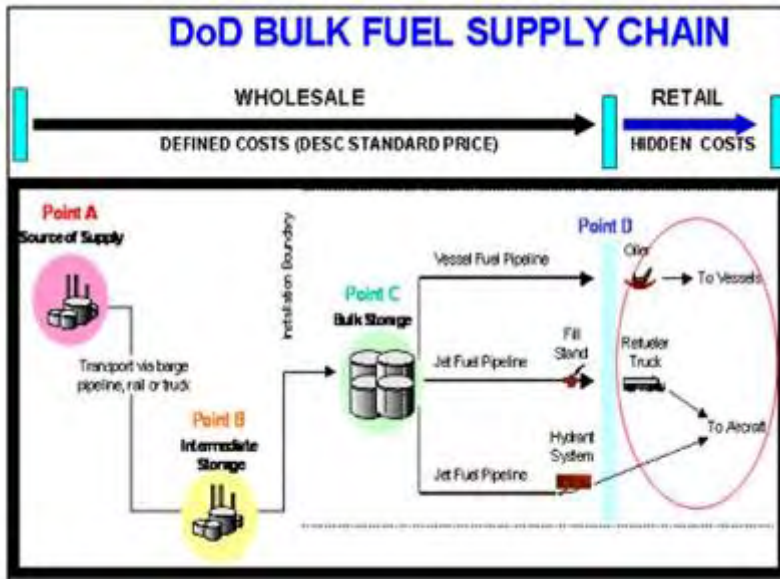 DoD BULK FUEL SUPPLY CHAIN
WHOLESALE
RETAIL
DEFINED COSTS (DESC STANDARD PRICE)
HIDDEN COSTS
Point A
Source of Supply
Transport via barge
pipeline, rail or truck
Point B
Intermediate
Storage
Installation Boundary
Point C
Bulk Storage
Vessel Fuel Pipeline
Jet Fuel Pipeline
Jet Fuel Pipeline
Fill
Stand
Hydrant
System
Point D
Oiler
To Vessels
Refueler
Truck
To Aircraft